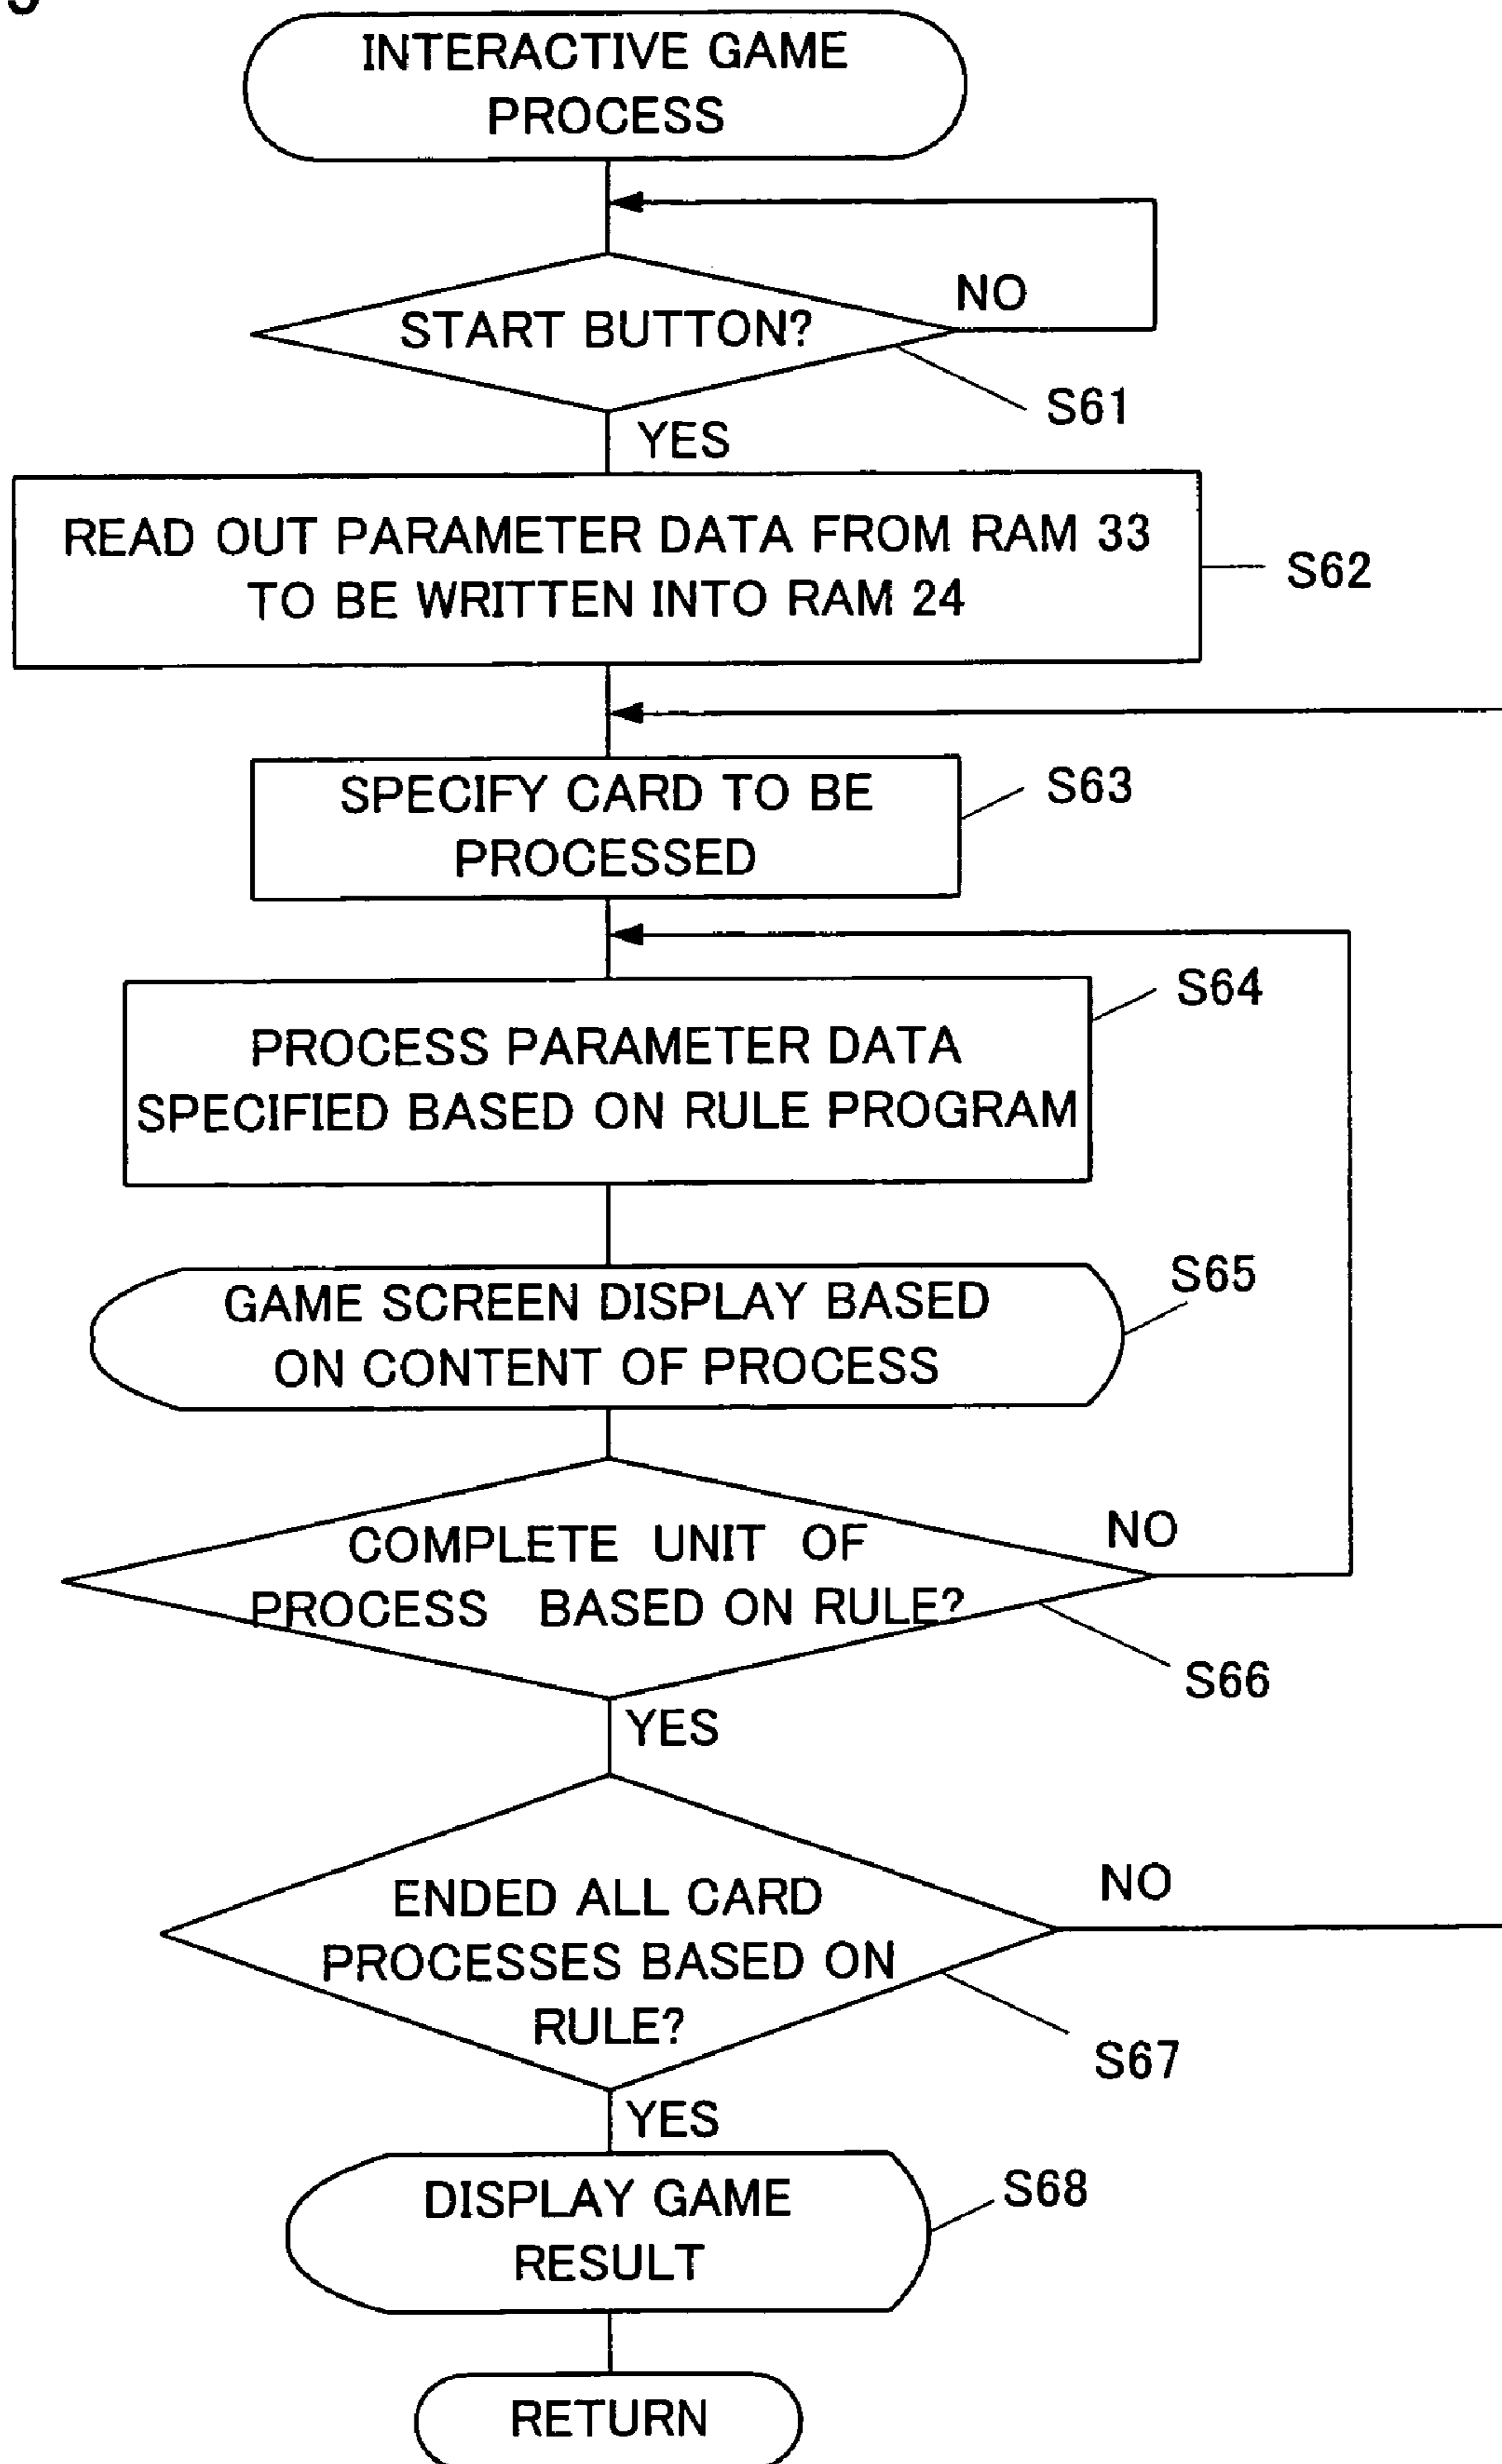 INTERACTIVE GAME
PROCESS
NO
START BUTTON?
S61
YES
READ OUT PARAMETER DATA FROM RAM 33
TO BE WRITTEN INTO RAM 24
S62
SPECIFY CARD TO BE
PROCESSED
S63
S64
PROCESS PARAMETER DATA
SPECIFIED BASED ON RULE PROGRAM
S65
GAME SCREEN DISPLAY BASED
ON CONTENT OF PROCESS
NO
COMPLETE UNIT OF
PROCESS BASED ON RULE?
S66
YES
NO
ENDED ALL CARD
PROCESSES BASED ON
RULE?
S67
YES
DISPLAY GAME
RESULT
S68
RETURN